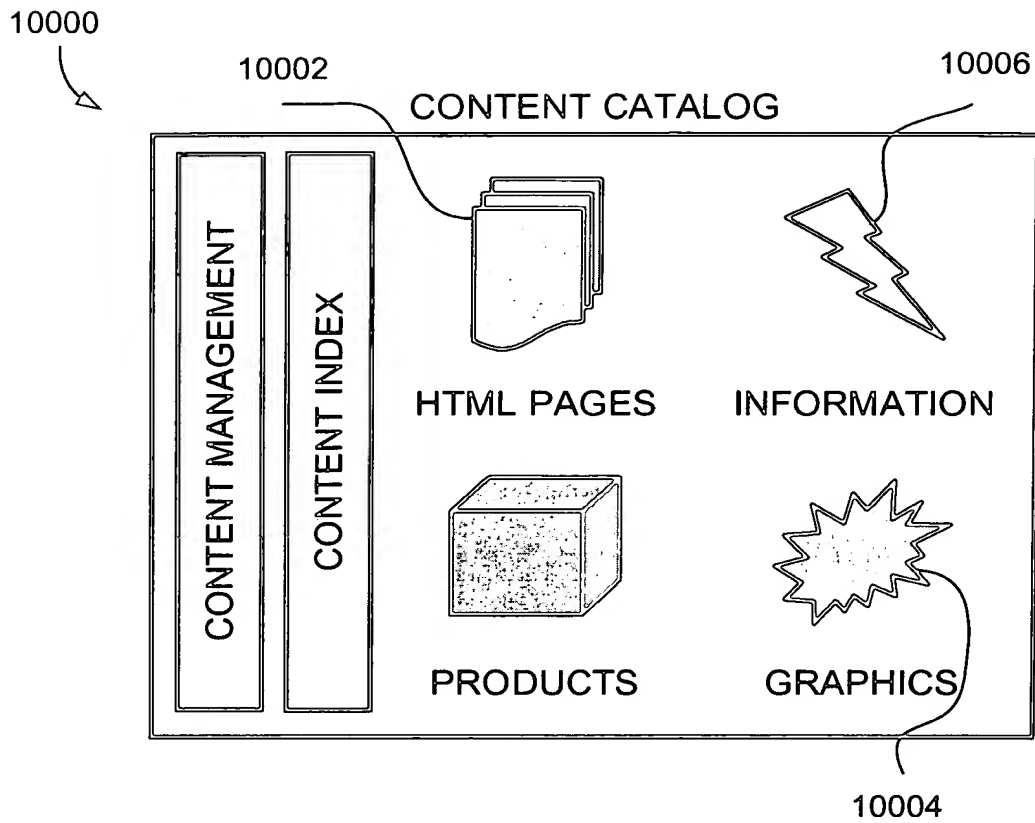 10000
10002
10006
CONTENT CATALOG
CONTENT MANAGEMENT
CONTENT INDEX
HTML PAGES
INFORMATION
PRODUCTS
GRAPHICS
10004